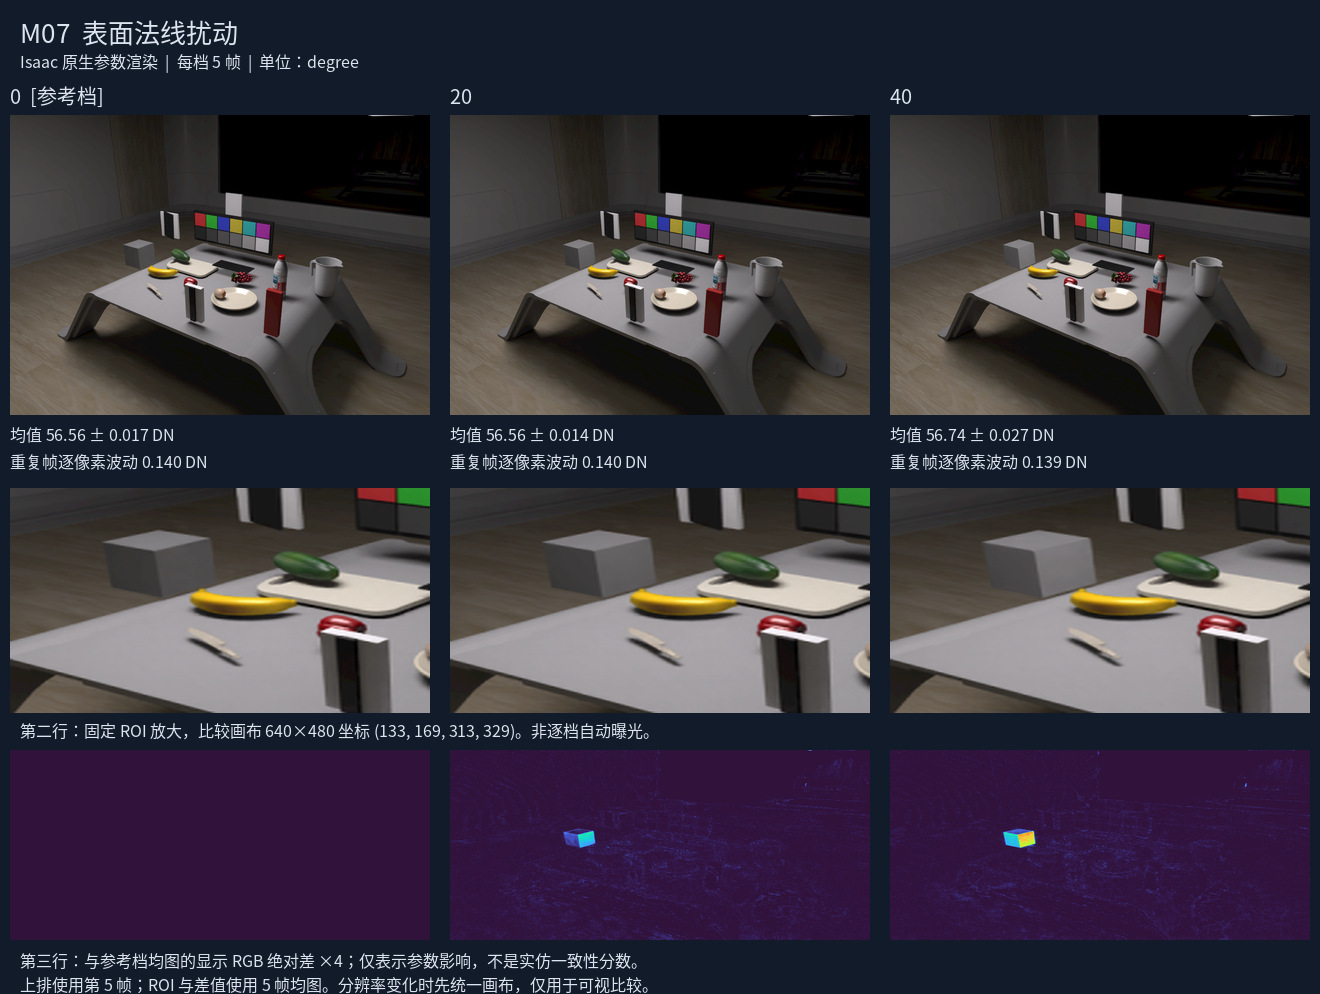 M07 表面法线扰动
Isaac 原生参数渲染 | 每档 5 帧 | 单位：degree
0 [参考档]
20
40
均值 56.56 ± 0.017 DN
重复帧逐像素波动 0.140 DN
均值 56.56 ± 0.014 DN
重复帧逐像素波动 0.140 DN
均值 56.74 ± 0.027 DN
重复帧逐像素波动 0.139 DN
第二行：固定 ROI 放大，比较画布 640×480 坐标 (133, 169, 313, 329)。非逐档自动曝光。
第三行：与参考档均图的显示 RGB 绝对差 ×4；仅表示参数影响，不是实仿一致性分数。
上排使用第 5 帧；ROI 与差值使用 5 帧均图。分辨率变化时先统一画布，仅用于可视比较。